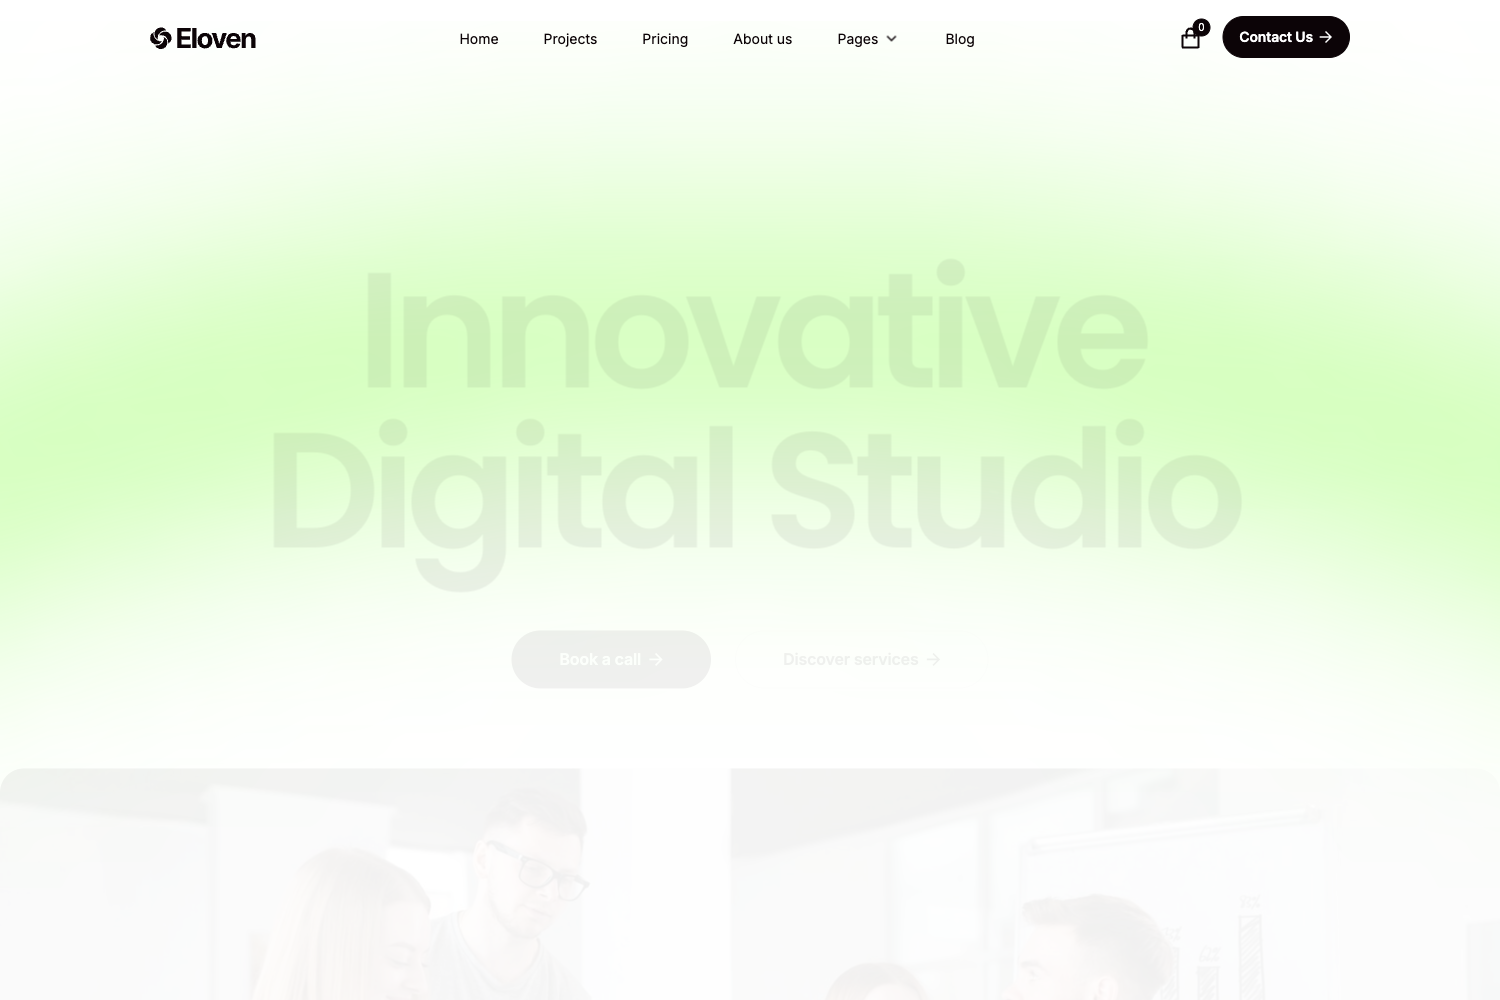 Eloven
Home
Projects
Pricing
About us
Pages
Blog
0
Contact Us →
Innovative
Digital Studio
Book a call →
Discover services →